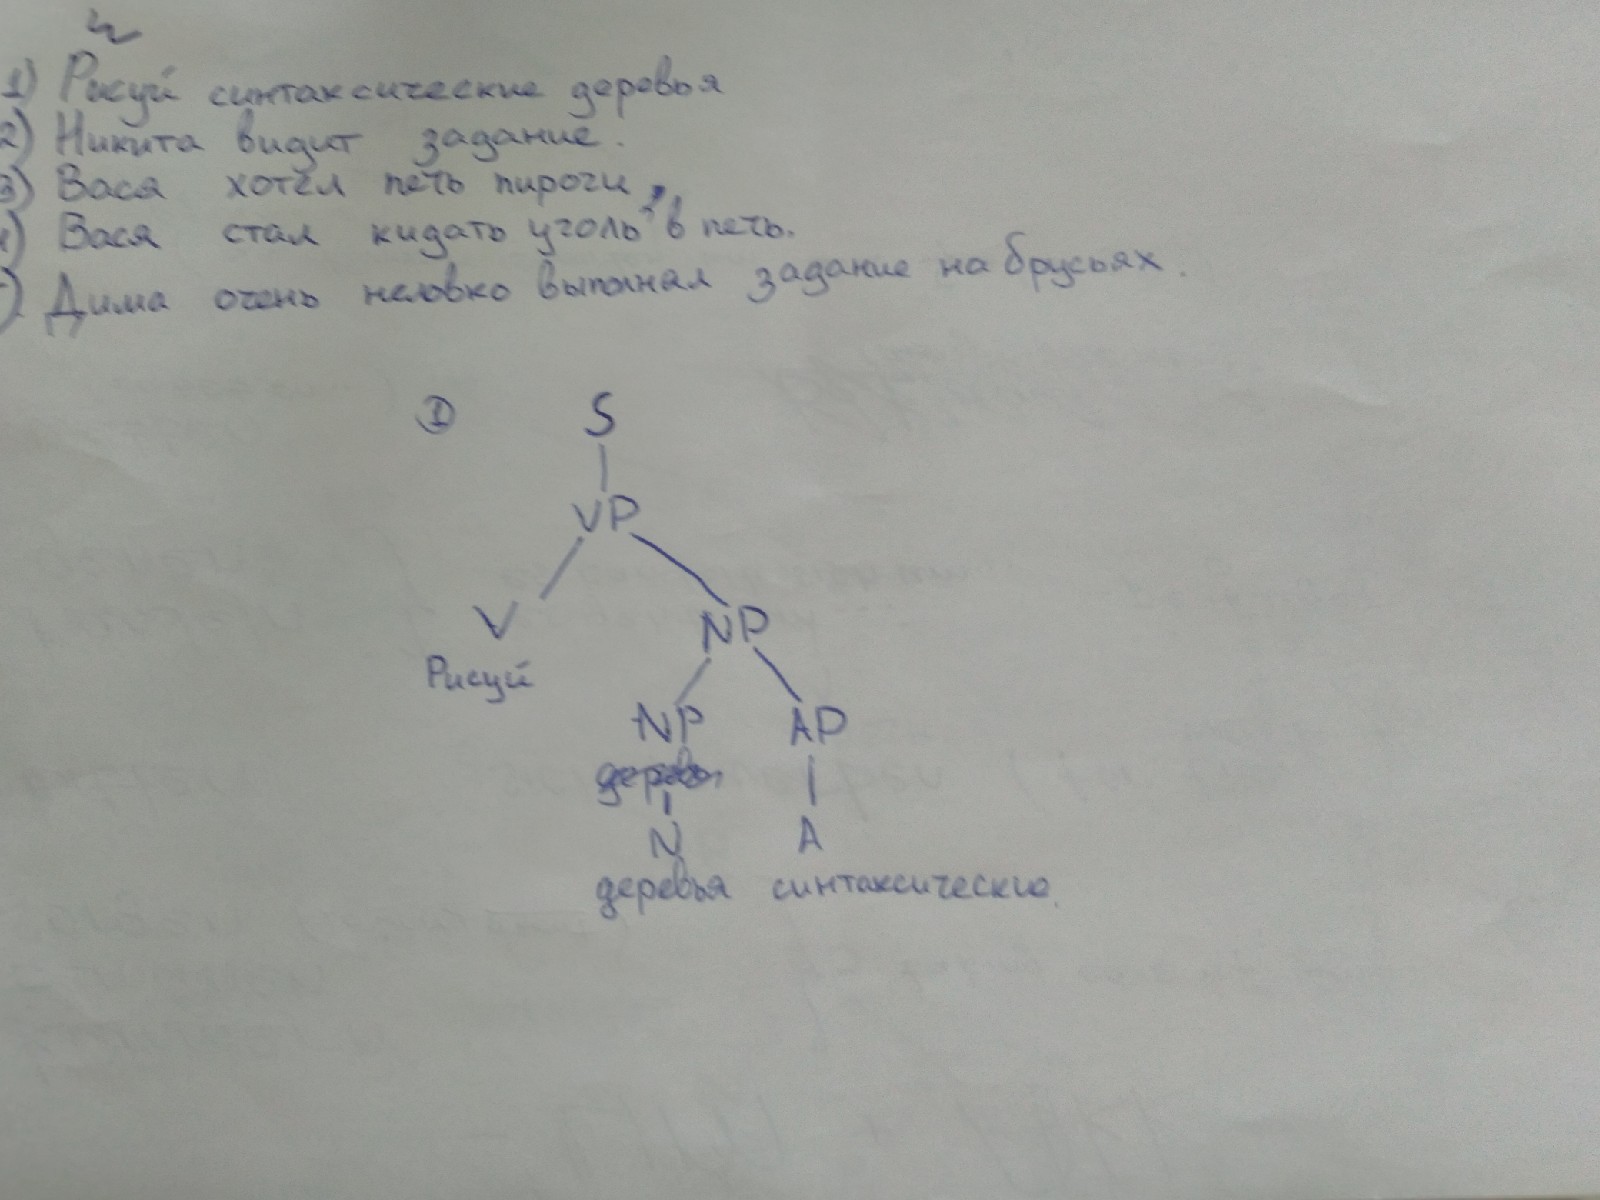 1) Рисуй синтаксические деревья
2) Никита видит задание.
3) Вася хотел печь пироги,
4) Вася стал кидать уголь в печь.
) Дима очень неловко выполнял задание на брусьях.
① S
VP
V NP
Рисуй
NP AP
деревья
N A
деревья синтаксические.